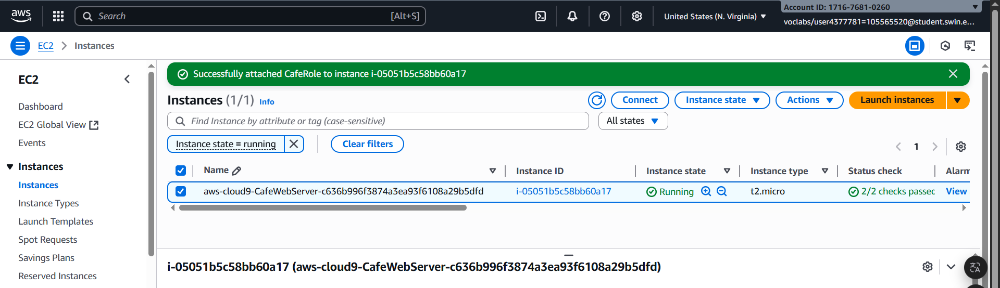 aws
Search [Alt+S]
United States (N. Virginia)
Account ID: 1716-7681-0260
voclabs/user4377781=105565520@student.swin.e...
EC2 Instances
EC2
Dashboard
EC2 Global View
Events
Instances
Instances
Instance Types
Launch Templates
Spot Requests
Savings Plans
Reserved Instances
Successfully attached CafeRole to instance i-05051b5c58bb60a17
Instances (1/1) Info
Connect Instance state Actions Launch instances
Find Instance by attribute or tag (case-sensitive) All states
Instance state = running Clear filters
1
Name Instance ID Instance state Instance type Status check Alarm
aws-cloud9-CafeWebServer-c636b996f3874a3ea93f6108a29b5dfd i-05051b5c58bb60a17 Running t2.micro 2/2 checks passed View
i-05051b5c58bb60a17 (aws-cloud9-CafeWebServer-c636b996f3874a3ea93f6108a29b5dfd)